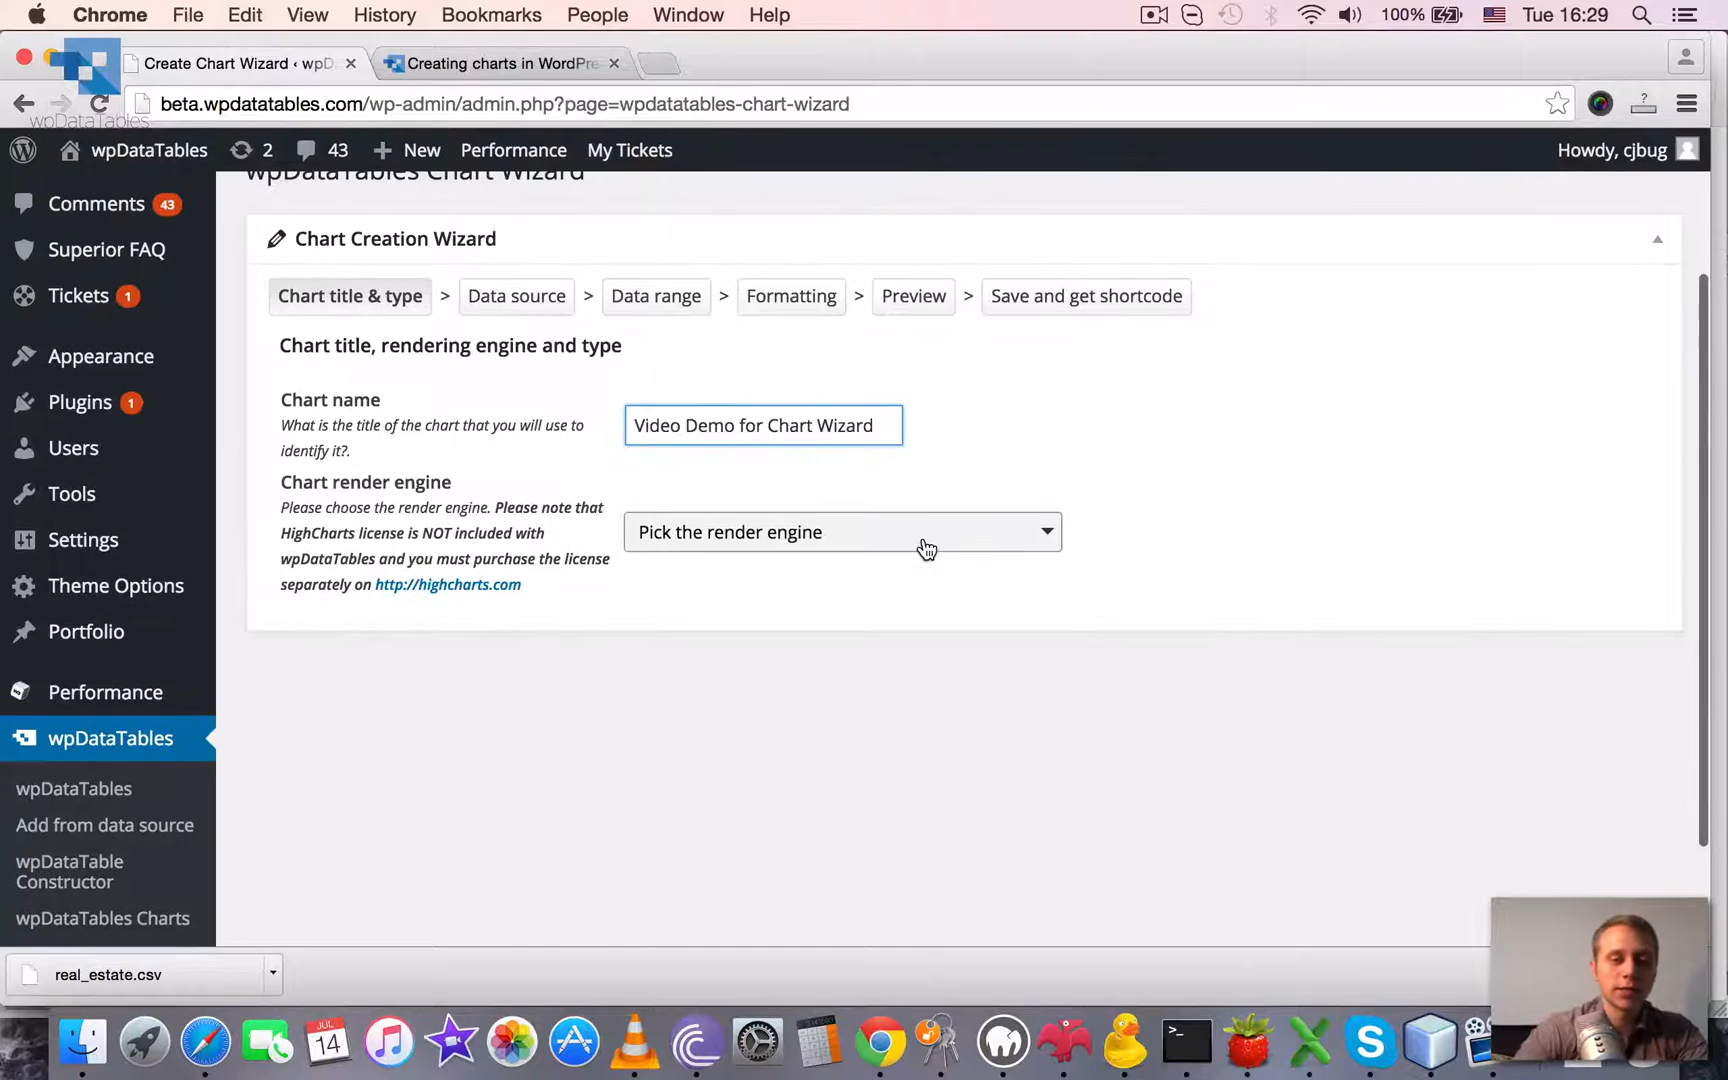 Chrome File Edit View History Bookmarks People Window Help 100% Tue 16:29
Create Chart Wizard ‹ wpD
Creating charts in WordPre
beta.wpdatatables.com/wp-admin/admin.php?page=wpdatatables-chart-wizard
wpDataTables
wpDataTables 2 43 New Performance My Tickets Howdy, cjbug
wpDataTables Chart Wizard
Comments 43
Superior FAQ
Tickets 1
Appearance
Plugins 1
Users
Tools
Settings
Theme Options
Portfolio
Performance
wpDataTables
wpDataTables
Add from data source
wpDataTable
Constructor
wpDataTables Charts
Chart Creation Wizard
Chart title & type > Data source > Data range > Formatting > Preview > Save and get shortcode
Chart title, rendering engine and type
Chart name
What is the title of the chart that you will use to
identify it?.
Video Demo for Chart Wizard
Chart render engine
Please choose the render engine. Please note that
HighCharts license is NOT included with
wpDataTables and you must purchase the license
separately on http://highcharts.com
Pick the render engine
real_estate.csv
JUL
14